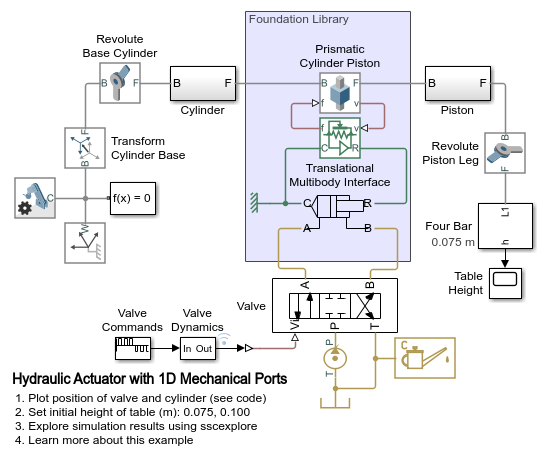 Foundation Library
Revolute
Base Cylinder
Prismatic
Cylinder Piston
B
F
B
F
Cylinder
B
F
f
v
B
F
Piston
f
v
C
R
Translational
Multibody Interface
F
B
Transform
Cylinder Base
B
F
Revolute
Piston Leg
C
f(x) = 0
W
C
R
A
B
L1
h
Four Bar
0.075 m
Table
Height
Valve
A
B
Vi
P
T
Valve
Commands
Valve
Dynamics
In Out
P
T
C
Hydraulic Actuator with 1D Mechanical Ports
1. Plot position of valve and cylinder (see code)
2. Set initial height of table (m): 0.075, 0.100
3. Explore simulation results using sscexplore
4. Learn more about this example